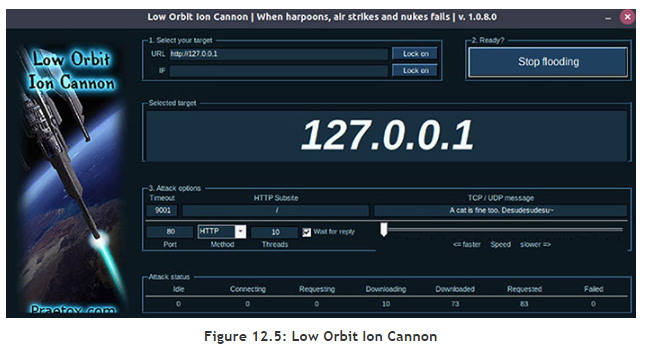 Low Orbit Ion Cannon | When harpoons, air strikes and nukes fails | v. 1.0.8.0
Low Orbit
Ion Cannon
1. Select your target
URL http://127.0.0.1 Lock on
IP Lock on
2. Ready?
Stop flooding
Selected target
127.0.0.1
3. Attack options
Timeout HTTP Subsite TCP / UDP message
9001 / A cat is fine too. Desudesudesu~
80 HTTP 10 Wait for reply
Port Method Threads <= faster Speed slower =>
Attack status
Idle Connecting Requesting Downloading Downloaded Requested Failed
0 0 0 10 73 83 0
Praetox.com
Figure 12.5: Low Orbit Ion Cannon